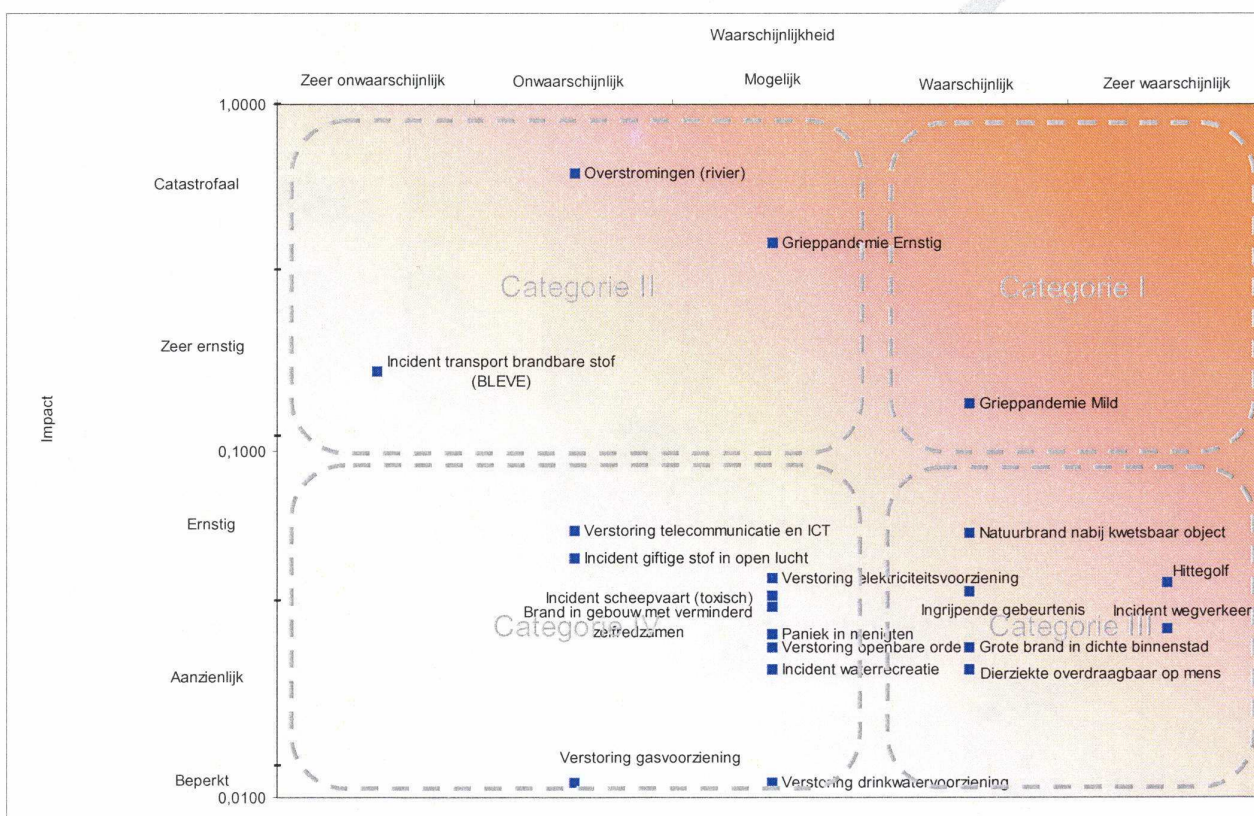 Waarschijnlijkheid
Zeer onwaarschijnlijk
Onwaarschijnlijk
Mogelijk
Waarschijnlijk
Zeer waarschijnlijk
1,0000
Catastrofaal
Overstromingen (rivier)
Grieppandemie Ernstig
Categorie II
Categorie I
Zeer ernstig
Incident transport brandbare stof
(BLEVE)
Grieppandemie Mild
Impact
0,1000
Ernstig
Verstoring telecommunicatie en ICT
Natuurbrand nabij kwetsbaar object
Incident giftige stof in open lucht
Hittegolf
Verstoring elektriciteitsvoorziening
Incident scheepvaart (toxisch)
Ingrijpende gebeurtenis
Incident wegverkeer
Brand in gebouw met verminderd
zelfredzamen
Categorie IV
Categorie III
Paniek in menigten
Verstoring openbare orde
Grote brand in dichte binnenstad
Incident waterrecreatie
Dierziekte overdraagbaar op mens
Aanzienlijk
Verstoring gasvoorziening
Beperkt
Verstoring drinkwatervoorziening
0,0100